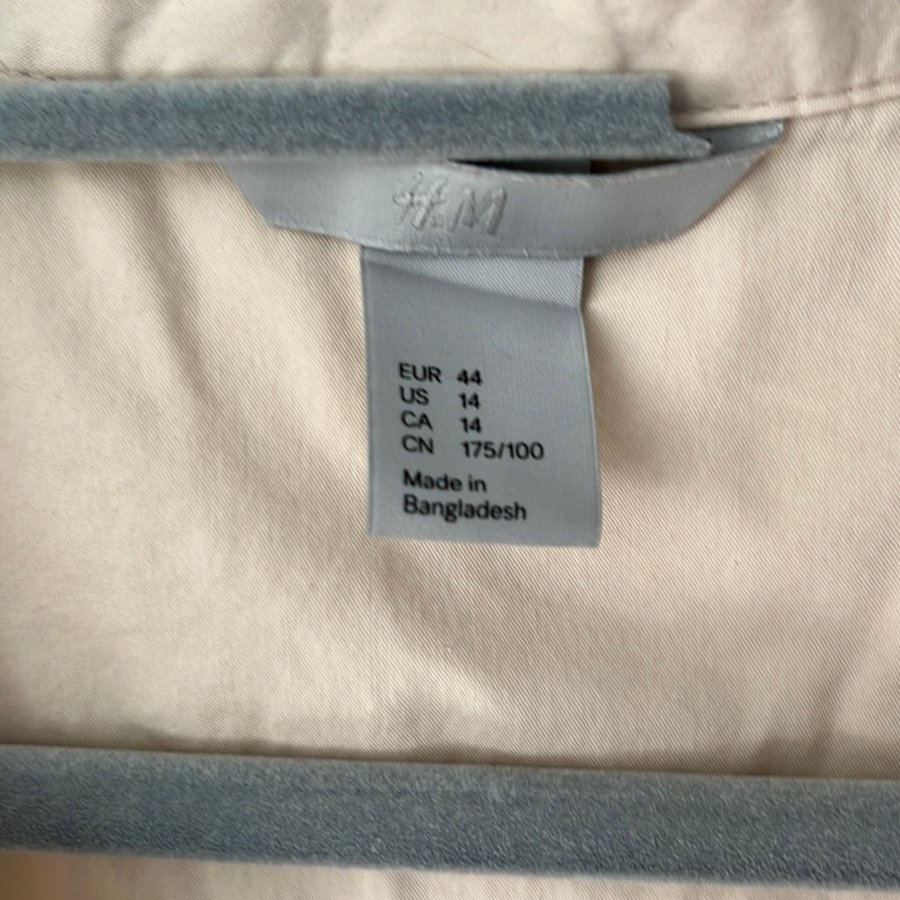 H&M
EUR 44
US 14
CA 14
CN 175/100
Made in
Bangladesh